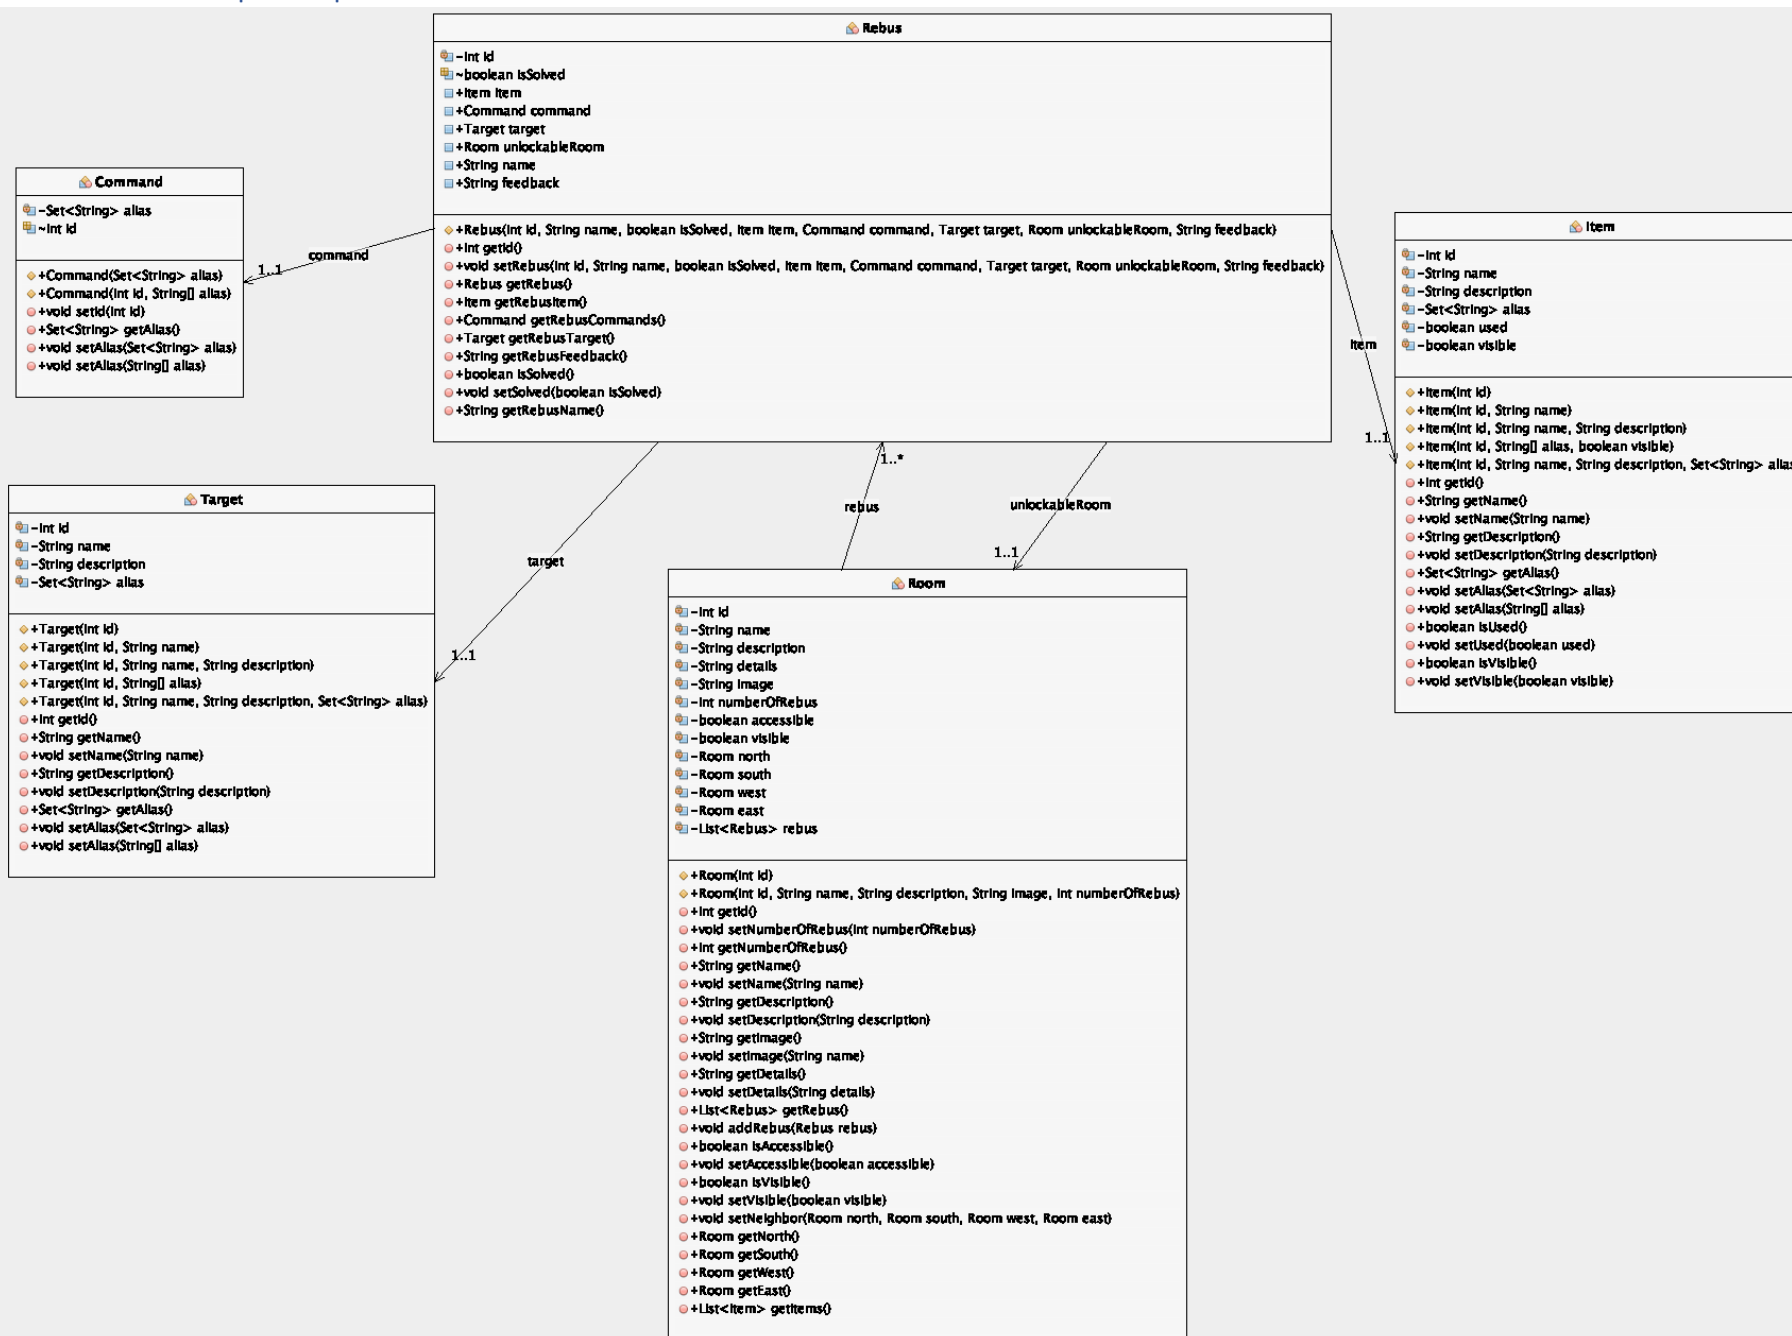 Rebus
-int id
~boolean isSolved
+Item item
+Command command
+Target target
+Room unlockableRoom
+String name
+String feedback
+Rebus(int id, String name, boolean isSolved, Item item, Command command, Target target, Room unlockableRoom, String feedback)
+int getId()
+void setRebus(int id, String name, boolean isSolved, Item item, Command command, Target target, Room unlockableRoom, String feedback)
+Rebus getRebus()
+Item getRebusItem()
+Command getRebusCommands()
+Target getRebusTarget()
+String getRebusFeedback()
+boolean isSolved()
+void setSolved(boolean isSolved)
+String getRebusName()
Command
-Set<String> alias
~int id
+Command(Set<String> alias)
+Command(int id, String[] alias)
+void setId(int id)
+Set<String> getAlias()
+void setAlias(Set<String> alias)
+void setAlias(String[] alias)
command
1..1
Item
-int id
-String name
-String description
-Set<String> alias
-boolean used
-boolean visible
+Item(int id)
+Item(int id, String name)
+Item(int id, String name, String description)
+Item(int id, String[] alias, boolean visible)
+Item(int id, String name, String description, Set<String> alias
+int getId()
+String getName()
+void setName(String name)
+String getDescription()
+void setDescription(String description)
+Set<String> getAlias()
+void setAlias(Set<String> alias)
+void setAlias(String[] alias)
+boolean isUsed()
+void setUsed(boolean used)
+boolean isVisible()
+void setVisible(boolean visible)
item
1..1
1..*
rebus
unlockableRoom
1..1
target
1..1
Target
-int id
-String name
-String description
-Set<String> alias
+Target(int id)
+Target(int id, String name)
+Target(int id, String name, String description)
+Target(int id, String[] alias)
+Target(int id, String name, String description, Set<String> alias)
+int getId()
+String getName()
+void setName(String name)
+String getDescription()
+void setDescription(String description)
+Set<String> getAlias()
+void setAlias(Set<String> alias)
+void setAlias(String[] alias)
Room
-int id
-String name
-String description
-String details
-String image
-int numberOfRebus
-boolean accessible
-boolean visible
-Room north
-Room south
-Room west
-Room east
-List<Rebus> rebus
+Room(int id)
+Room(int id, String name, String description, String image, int numberOfRebus)
+int getId()
+void setNumberOfRebus(int numberOfRebus)
+int getNumberOfRebus()
+String getName()
+void setName(String name)
+String getDescription()
+void setDescription(String description)
+String getImage()
+void setImage(String name)
+String getDetails()
+void setDetails(String details)
+List<Rebus> getRebus()
+void addRebus(Rebus rebus)
+boolean isAccessible()
+void setAccessible(boolean accessible)
+boolean isVisible()
+void setVisible(boolean visible)
+void setNeighbor(Room north, Room south, Room west, Room east)
+Room getNorth()
+Room getSouth()
+Room getWest()
+Room getEast()
+List<Item> getItems()